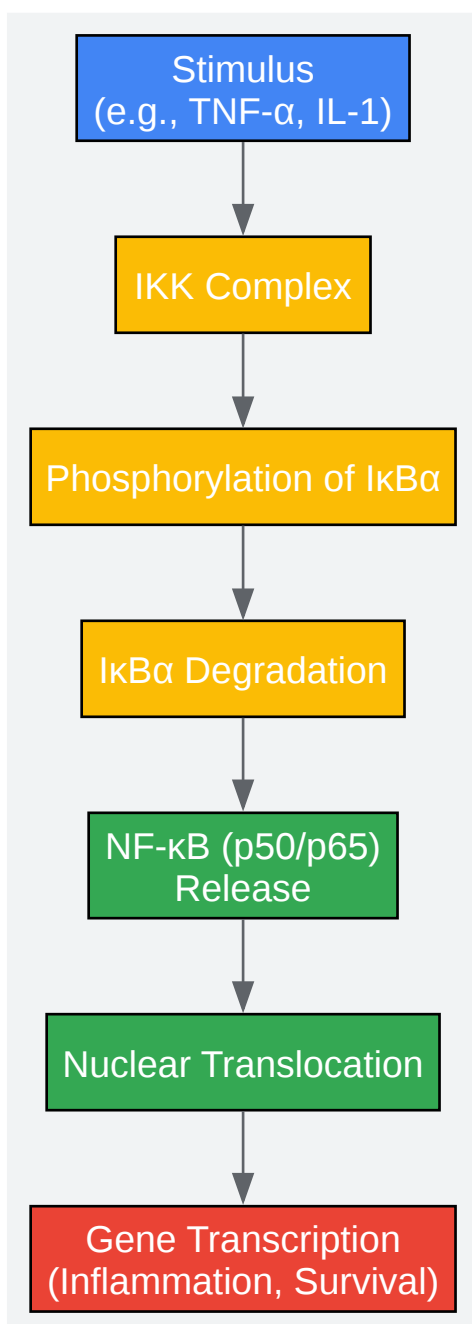 Stimulus
(e.g., TNF-α, IL-1)
IKK Complex
Phosphorylation of IκBα
IκBα Degradation
NF-κB (p50/p65)
Release
Nuclear Translocation
Gene Transcription
(Inflammation, Survival)